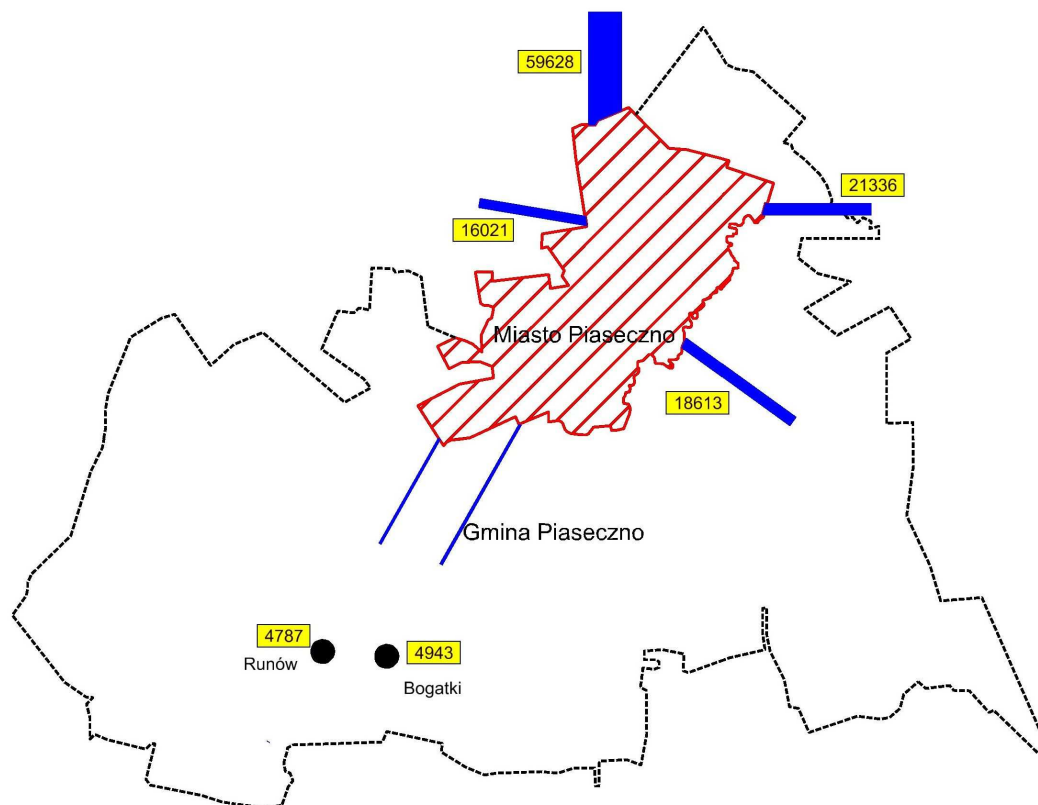 59628
21336
16021
Miasto Piaseczno
18613
Gmina Piaseczno
4787
Runów
4943
Bogatki